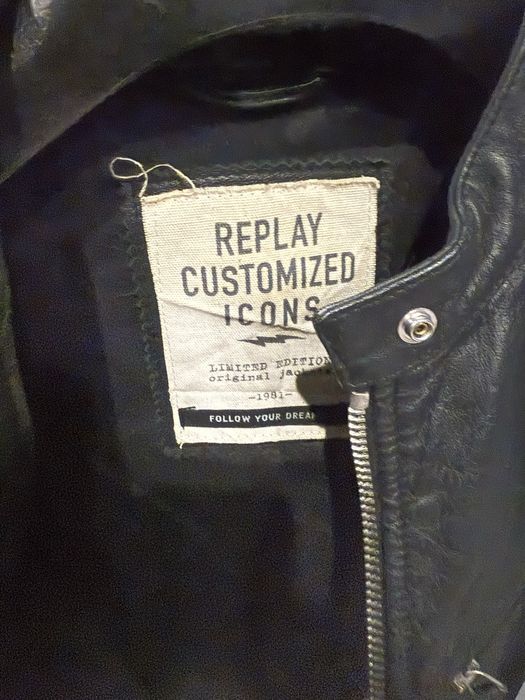 REPLAY
CUSTOMIZED
ICONS
LIMITED EDITION
original
-1981-
FOLLOW YOUR